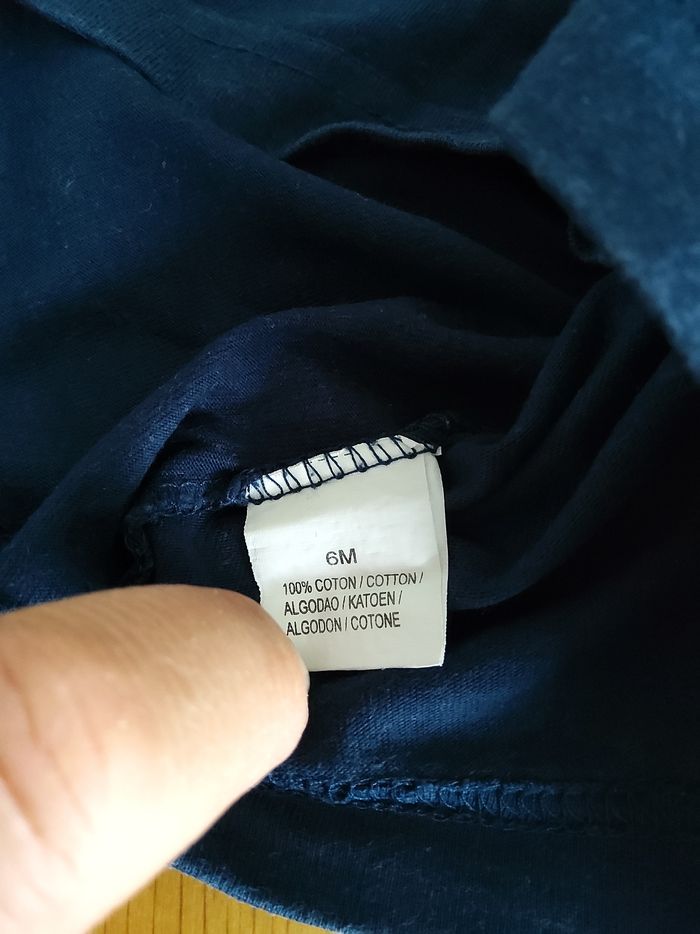 6M
100% COTON / COTTON /
ALGODAO / KATOEN /
ALGODON / COTONE